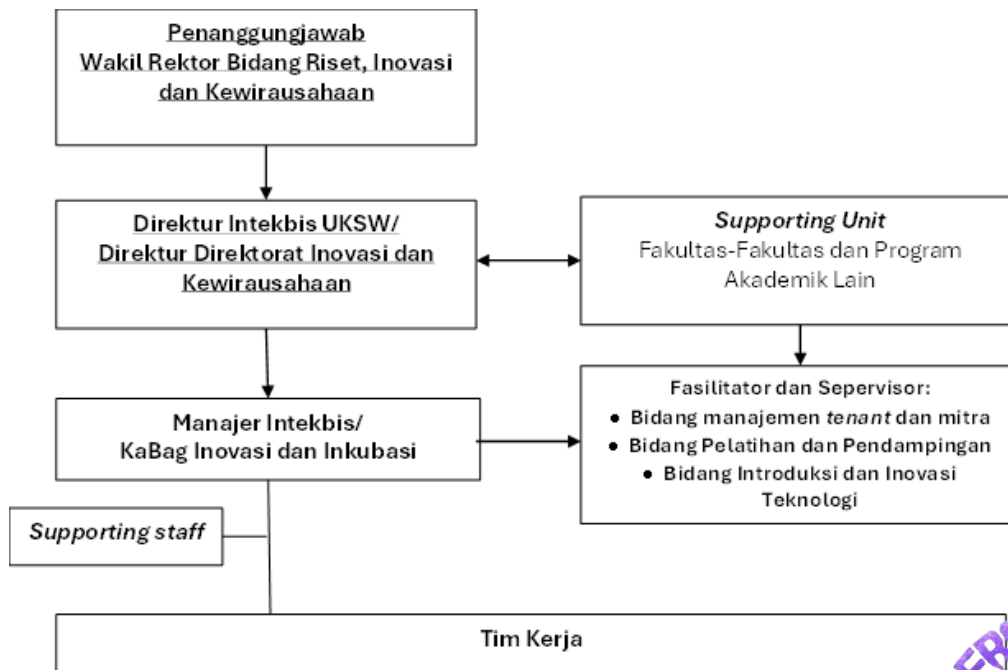 Penanggungjawab
Wakil Rektor Bidang Riset, Inovasi
dan Kewirausahaan
Direktur Intekbis UKSW/
Direktur Direktorat Inovasi dan
Kewirausahaan
Supporting Unit
Fakultas-Fakultas dan Program
Akademik Lain
Manajer Intekbis/
KaBag Inovasi dan Inkubasi
Fasilitator dan Sepervisor:
● Bidang manajemen tenant dan mitra
● Bidang Pelatihan dan Pendampingan
● Bidang Introduksi dan Inovasi
Teknologi
Supporting staff
Tim Kerja